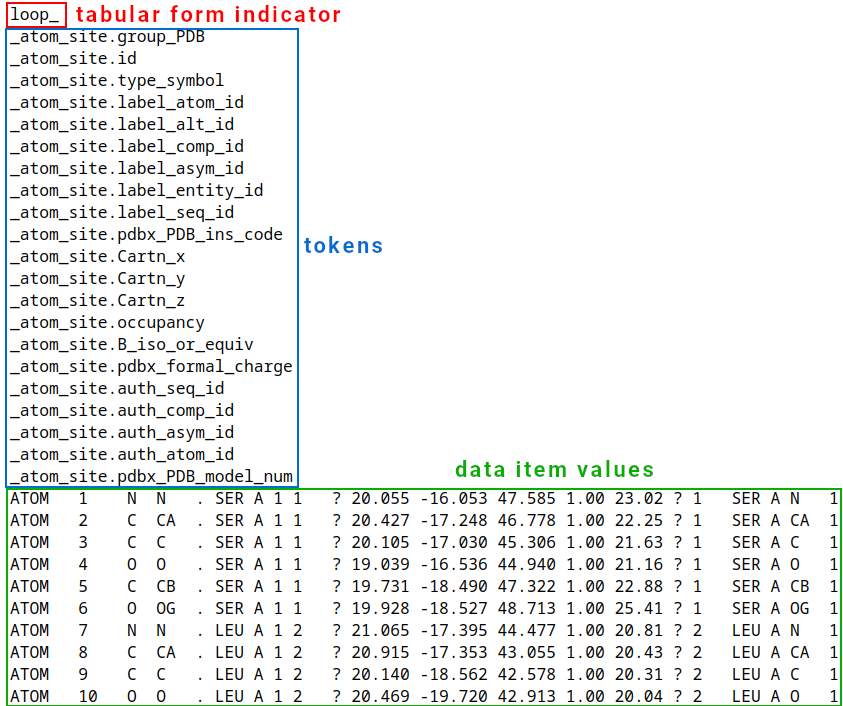 loop_ tabular form indicator
_atom_site.group_PDB
_atom_site.id
_atom_site.type_symbol
_atom_site.label_atom_id
_atom_site.label_alt_id
_atom_site.label_comp_id
_atom_site.label_asym_id
_atom_site.label_entity_id
_atom_site.label_seq_id
_atom_site.pdbx_PDB_ins_code
tokens
_atom_site.Cartn_x
_atom_site.Cartn_y
_atom_site.Cartn_z
_atom_site.occupancy
_atom_site.B_iso_or_equiv
_atom_site.pdbx_formal_charge
_atom_site.auth_seq_id
_atom_site.auth_comp_id
_atom_site.auth_asym_id
_atom_site.auth_atom_id
_atom_site.pdbx_PDB_model_num
data item values
ATOM 1 N N . SER A 1 1 ? 20.055 -16.053 47.585 1.00 23.02 ? 1 SER A N 1
ATOM 2 C CA . SER A 1 1 ? 20.427 -17.248 46.778 1.00 22.25 ? 1 SER A CA 1
ATOM 3 C C . SER A 1 1 ? 20.105 -17.030 45.306 1.00 21.63 ? 1 SER A C 1
ATOM 4 O O . SER A 1 1 ? 19.039 -16.536 44.940 1.00 21.16 ? 1 SER A O 1
ATOM 5 C CB . SER A 1 1 ? 19.731 -18.490 47.322 1.00 22.88 ? 1 SER A CB 1
ATOM 6 O OG . SER A 1 1 ? 19.928 -18.527 48.713 1.00 25.41 ? 1 SER A OG 1
ATOM 7 N N . LEU A 1 2 ? 21.065 -17.395 44.477 1.00 20.81 ? 2 LEU A N 1
ATOM 8 C CA . LEU A 1 2 ? 20.915 -17.353 43.055 1.00 20.43 ? 2 LEU A CA 1
ATOM 9 C C . LEU A 1 2 ? 20.140 -18.562 42.578 1.00 20.31 ? 2 LEU A C 1
ATOM 10 O O . LEU A 1 2 ? 20.469 -19.720 42.913 1.00 20.04 ? 2 LEU A O 1